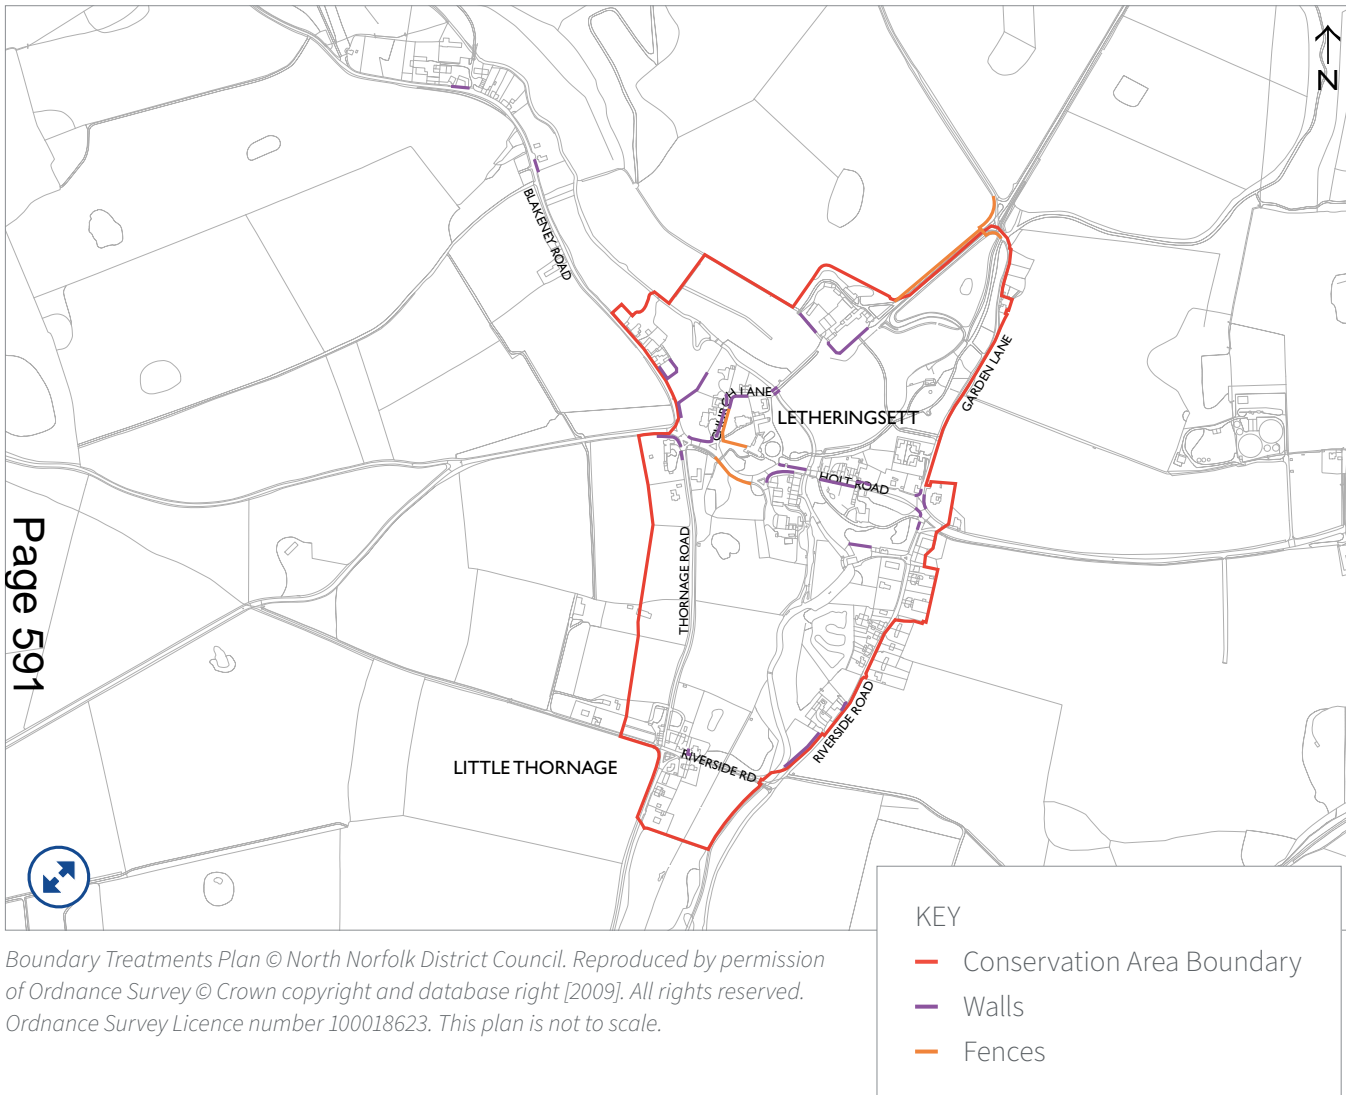 N
BLAKENEY ROAD
CHURCH LANE
LETHERINGSETT
GARDEN LANE
HOLT ROAD
THORNAGE ROAD
Page 591
RIVERSIDE ROAD
RIVERSIDE RD
LITTLE THORNAGE
KEY
Conservation Area Boundary
Walls
Fences
Boundary Treatments Plan © North Norfolk District Council. Reproduced by permission
of Ordnance Survey © Crown copyright and database right [2009]. All rights reserved.
Ordnance Survey Licence number 100018623. This plan is not to scale.